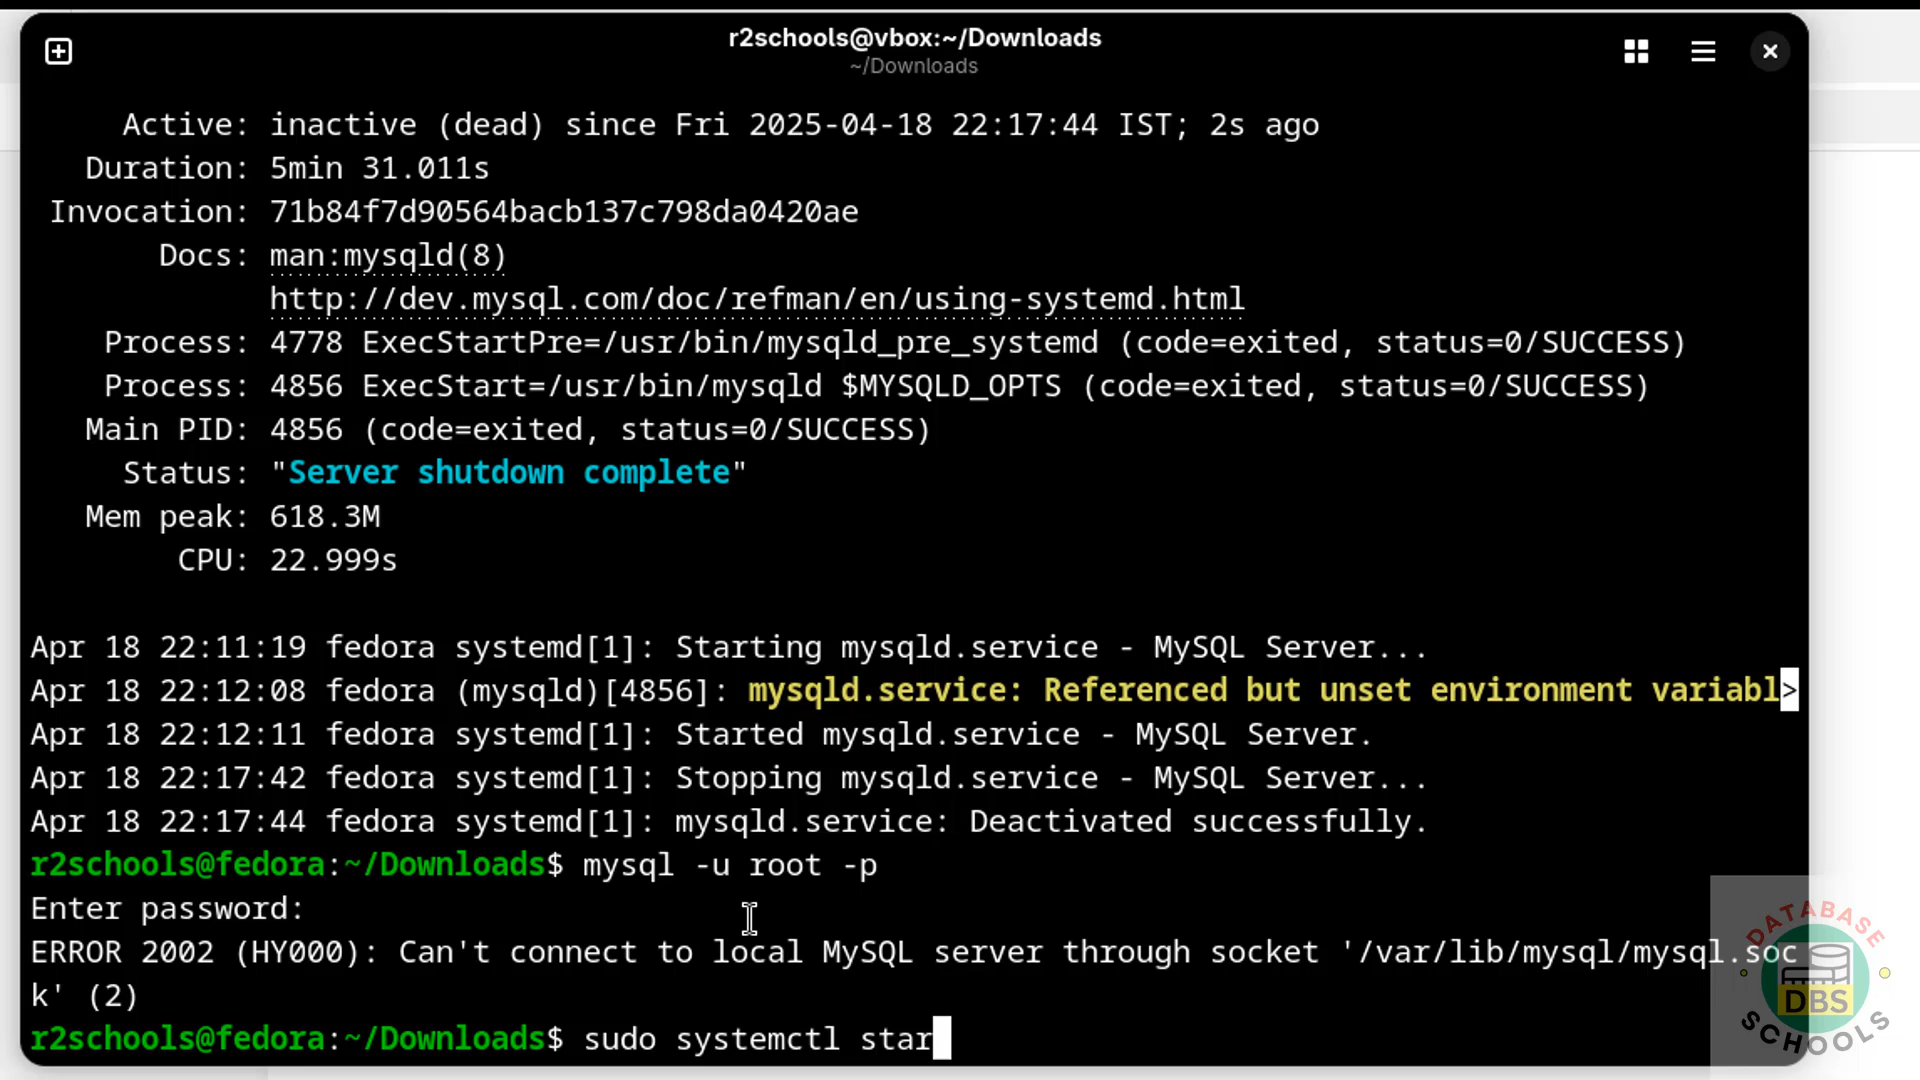 r2schools@vbox:~/Downloads
~/Downloads
Active: inactive (dead) since Fri 2025-04-18 22:17:44 IST; 2s ago
Duration: 5min 31.011s
Invocation: 71b84f7d90564bacb137c798da0420ae
Docs: man:mysqld(8)
http://dev.mysql.com/doc/refman/en/using-systemd.html
Process: 4778 ExecStartPre=/usr/bin/mysqld_pre_systemd (code=exited, status=0/SUCCESS)
Process: 4856 ExecStart=/usr/bin/mysqld $MYSQLD_OPTS (code=exited, status=0/SUCCESS)
Main PID: 4856 (code=exited, status=0/SUCCESS)
Status: "Server shutdown complete"
Mem peak: 618.3M
CPU: 22.999s
Apr 18 22:11:19 fedora systemd[1]: Starting mysqld.service - MySQL Server...
Apr 18 22:12:08 fedora (mysqld)[4856]: mysqld.service: Referenced but unset environment variabl>
Apr 18 22:12:11 fedora systemd[1]: Started mysqld.service - MySQL Server.
Apr 18 22:17:42 fedora systemd[1]: Stopping mysqld.service - MySQL Server...
Apr 18 22:17:44 fedora systemd[1]: mysqld.service: Deactivated successfully.
r2schools@fedora:~/Downloads$ mysql -u root -p
Enter password:
ERROR 2002 (HY000): Can't connect to local MySQL server through socket '/var/lib/mysql/mysql.soc
k' (2)
r2schools@fedora:~/Downloads$ sudo systemctl star
DATABASE
DBS
SCHOOLS